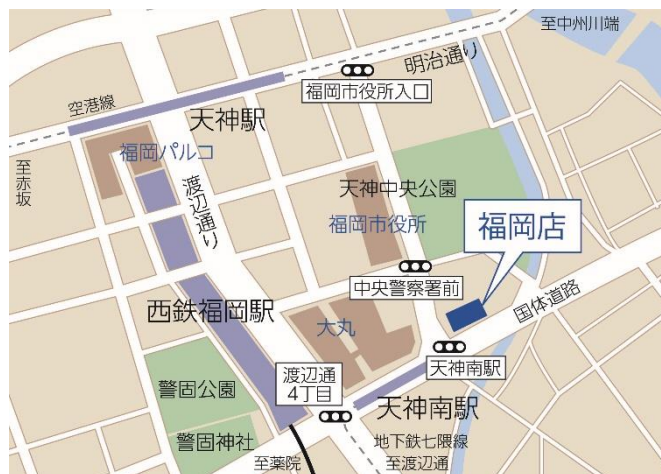 至中州川端
明治通り
福岡市役所入口
空港線
天神駅
至赤坂
福岡パルコ
渡辺通り
天神中央公園
福岡市役所
福岡店
中央警察署前
国体道路
西鉄福岡駅
大丸
天神南駅
警固公園
渡辺通
4丁目
天神南駅
警固神社
地下鉄七隈線
至薬院
至渡辺通